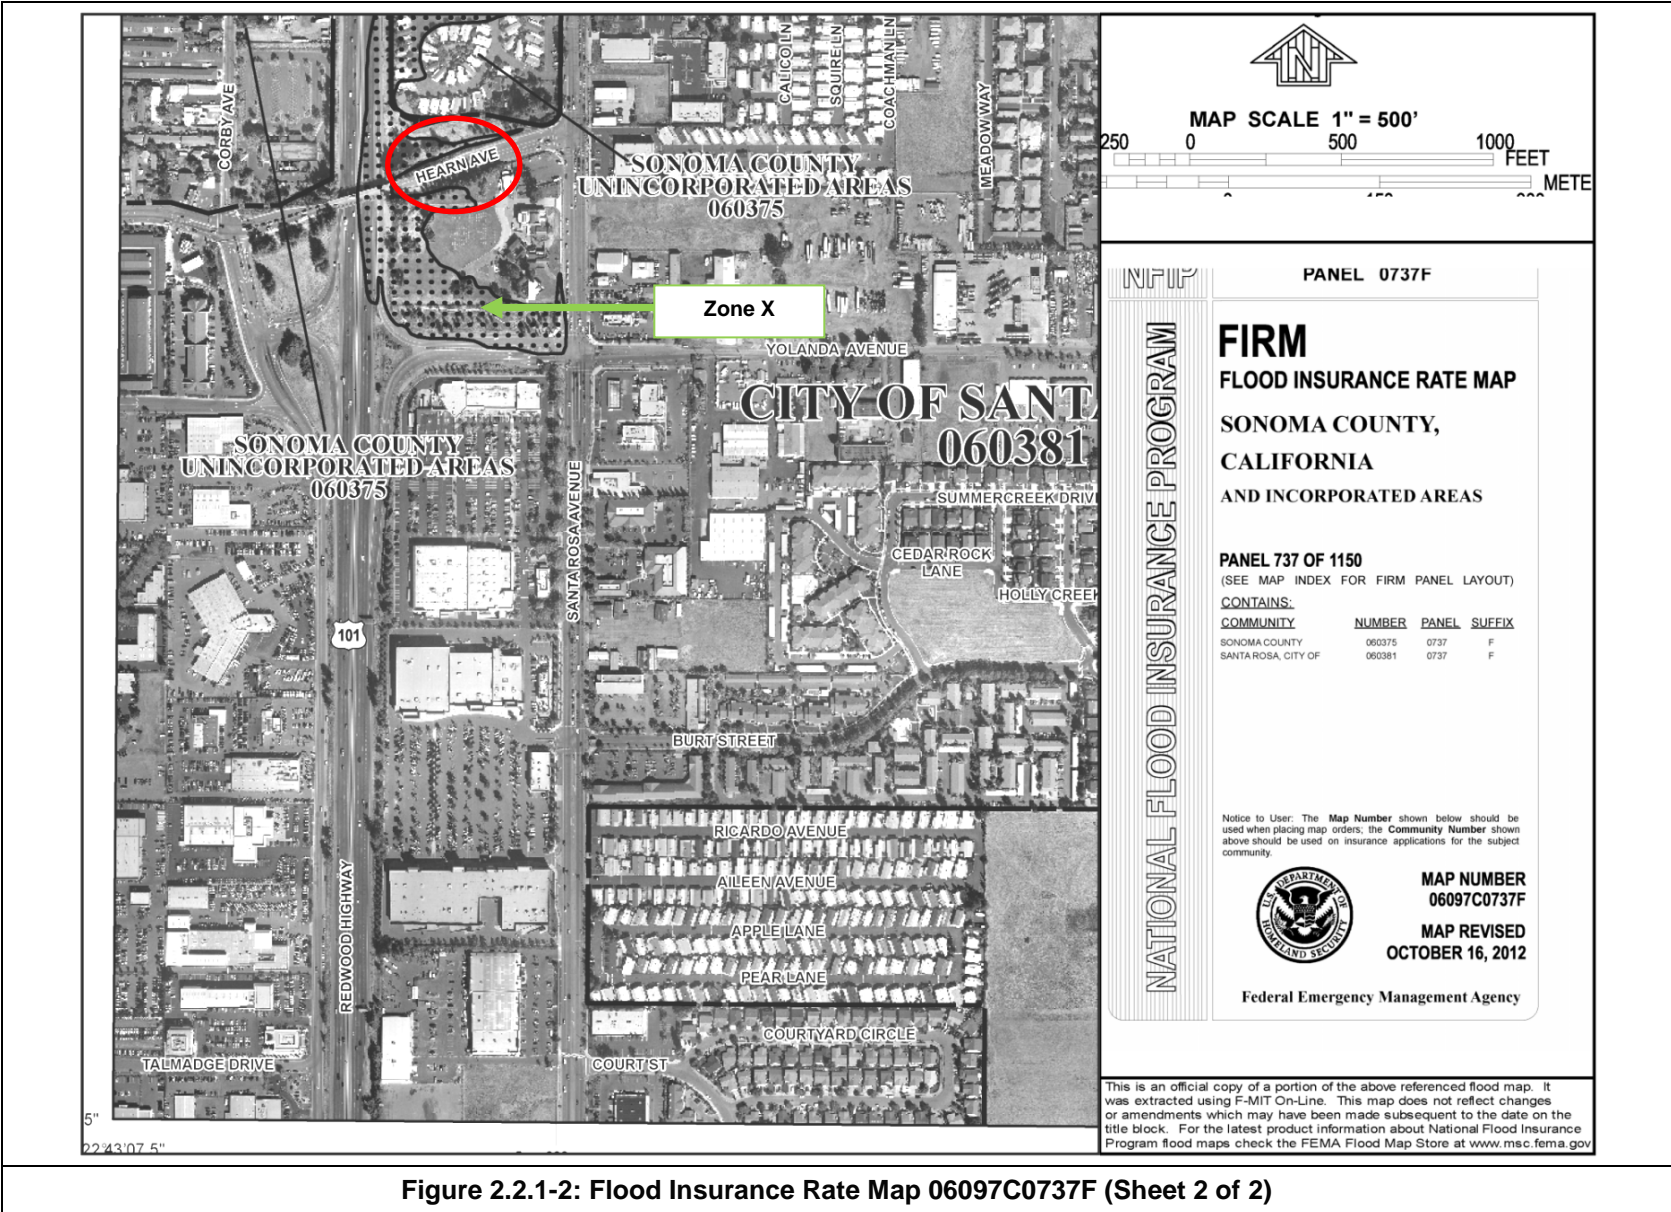 CORBY AVE
HEARN AVE
CALICO LN
SQUIRE LN
COACHMAN LN
MEADOW WAY
SONOMA COUNTY
UNINCORPORATED AREAS
060375
Zone X
YOLANDA AVENUE
CITY OF SANTA
060381
SONOMA COUNTY
UNINCORPORATED AREAS
060375
SANTA ROSA AVENUE
SUMMERCREEK DRIVE
CEDAR ROCK
LANE
HOLLY CREEK
101
BURT STREET
RICARDO AVENUE
AILEEN AVENUE
APPLE LANE
PEAR LANE
REDWOOD HIGHWAY
COURTYARD CIRCLE
COURT ST
TALMADGE DRIVE
5"
22°43'07.5"
N
MAP SCALE 1" = 500'
250 0 500 1000
FEET
METE
NFIP
PANEL 0737F
NATIONAL FLOOD INSURANCE PROGRAM
FIRM
FLOOD INSURANCE RATE MAP
SONOMA COUNTY,
CALIFORNIA
AND INCORPORATED AREAS
PANEL 737 OF 1150
(SEE MAP INDEX FOR FIRM PANEL LAYOUT)
CONTAINS:
COMMUNITY NUMBER PANEL SUFFIX
SONOMA COUNTY 060375 0737 F
SANTA ROSA, CITY OF 060381 0737 F
Notice to User: The Map Number shown below should be
used when placing map orders; the Community Number shown
above should be used on insurance applications for the subject
community.
U.S. DEPARTMENT OF
HOMELAND SECURITY
MAP NUMBER
06097C0737F
MAP REVISED
OCTOBER 16, 2012
Federal Emergency Management Agency
This is an official copy of a portion of the above referenced flood map. It
was extracted using F-MIT On-Line. This map does not reflect changes
or amendments which may have been made subsequent to the date on the
title block. For the latest product information about National Flood Insurance
Program flood maps check the FEMA Flood Map Store at www.msc.fema.gov
Figure 2.2.1-2: Flood Insurance Rate Map 06097C0737F (Sheet 2 of 2)